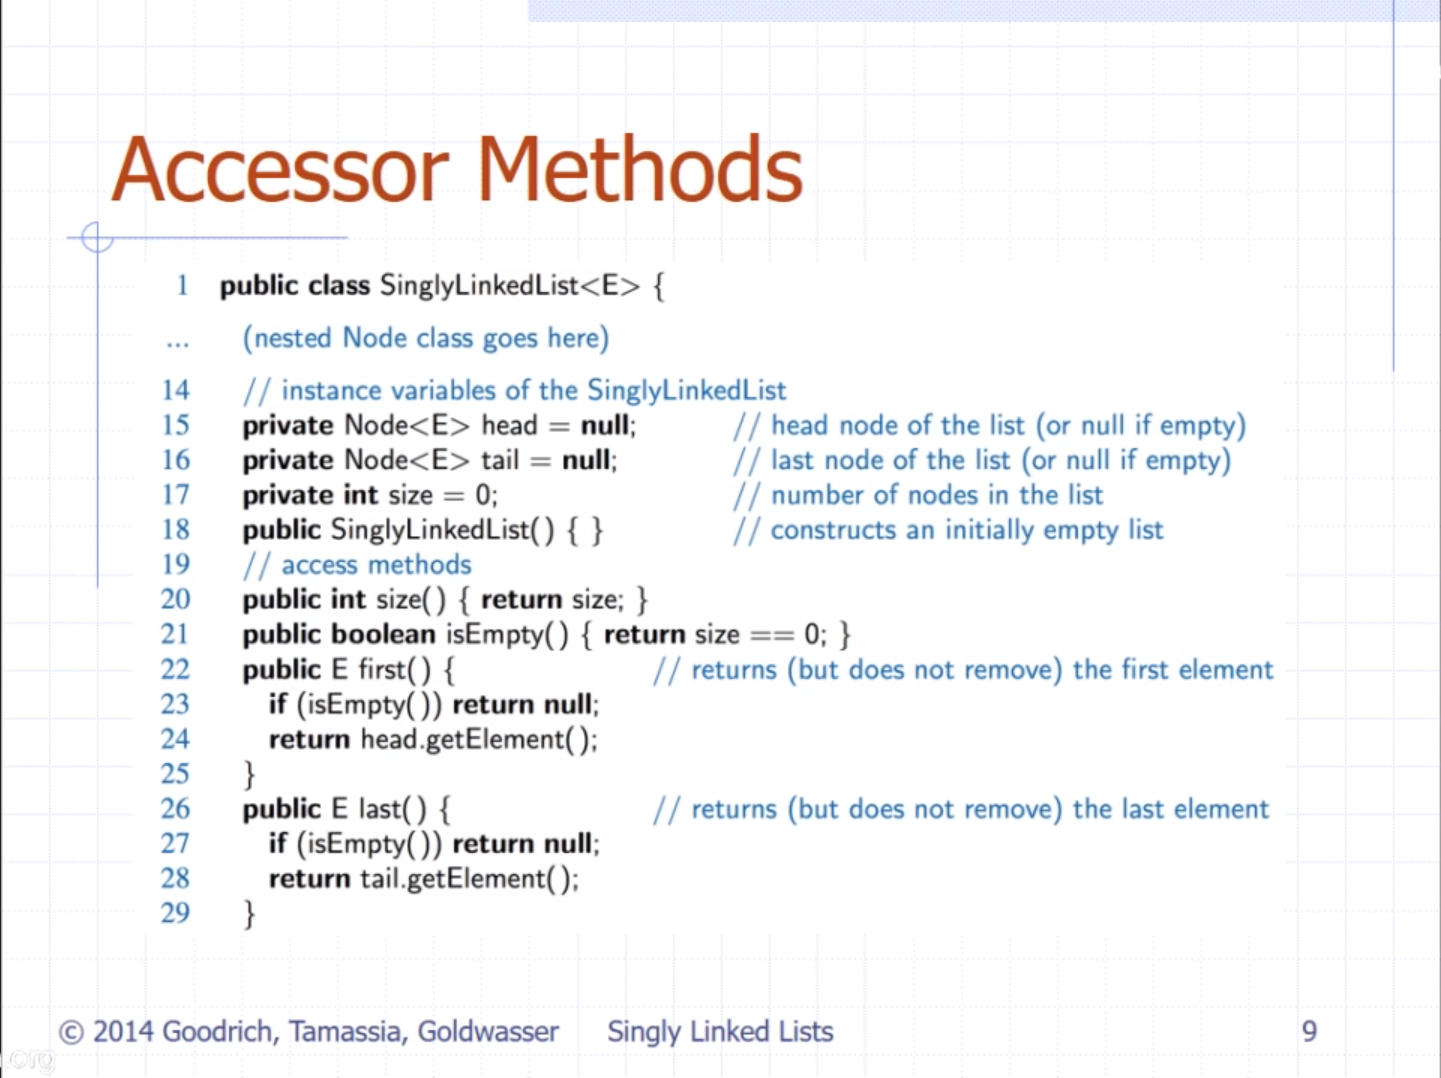 Accessor Methods
1 public class SinglyLinkedList<E> {
... (nested Node class goes here)
14 // instance variables of the SinglyLinkedList
15 private Node<E> head = null; // head node of the list (or null if empty)
16 private Node<E> tail = null; // last node of the list (or null if empty)
17 private int size = 0; // number of nodes in the list
18 public SinglyLinkedList() { } // constructs an initially empty list
19 // access methods
20 public int size() { return size; }
21 public boolean isEmpty() { return size == 0; }
22 public E first() { // returns (but does not remove) the first element
23 if (isEmpty()) return null;
24 return head.getElement();
25 }
26 public E last() { // returns (but does not remove) the last element
27 if (isEmpty()) return null;
28 return tail.getElement();
29 }
© 2014 Goodrich, Tamassia, Goldwasser Singly Linked Lists 9
.org